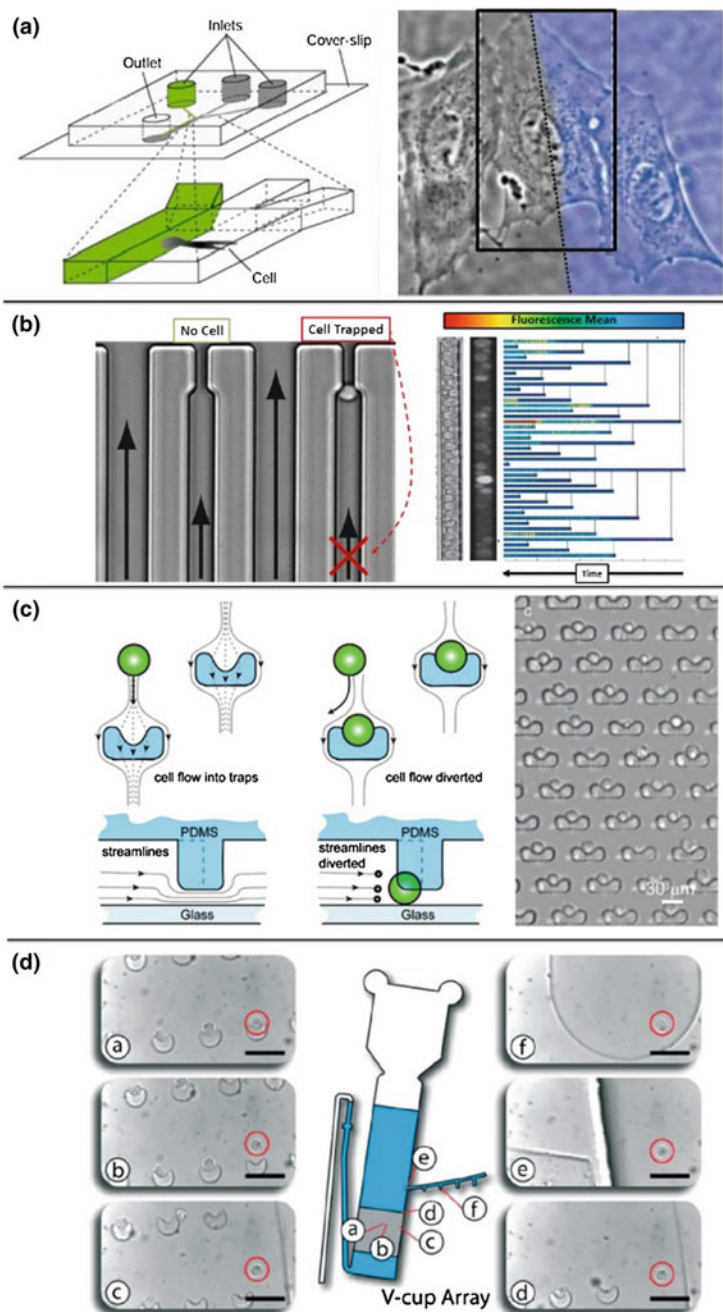 (a)
Inlets
Cover-slip
Outlet
Cell
(b)
No Cell
Cell Trapped
Fluorescence Mean
Time
(c)
cell flow into traps
cell flow diverted
PDMS
streamlines
Glass
PDMS
streamlines
diverted
Glass
c
30 μm
(d)
a
b
c
a
b
c
d
e
f
V-cup Array
f
e
d